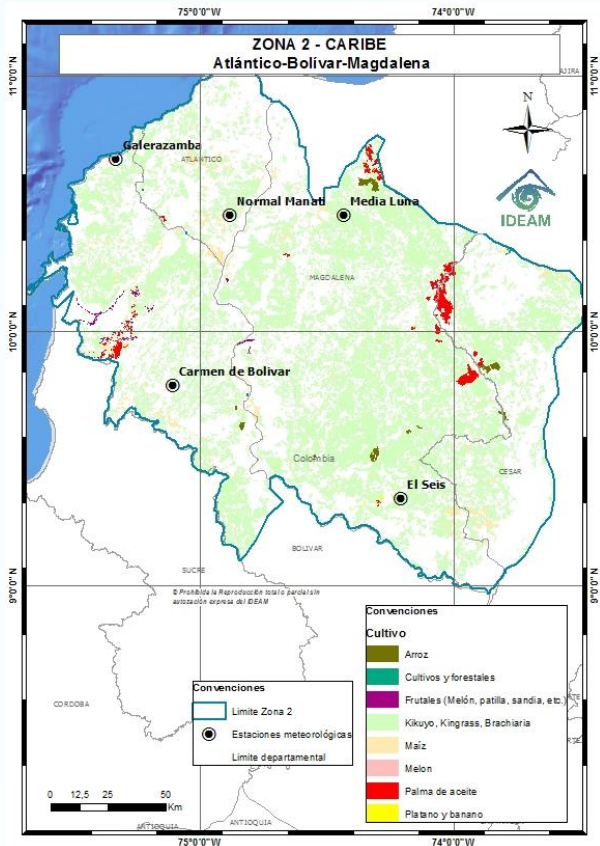 75°0'0"W 74°0'0"W
ZONA 2 - CARIBE
Atlántico-Bolívar-Magdalena
11°0'0"N 11°0'0"N
AJIRA
N
Galerazamba
ATLANTICO
IDEAM
Normal Manati
Media Luna
MAGDALENA
10°0'0"N 10°0'0"N
Carmen de Bolivar
Colombia
CESAR
El Seis
BOLIVAR
SUCRE
9°0'0"N 9°0'0"N
© Prohibida la Reproducción total o parcial sin
autozación expresa del IDEAM
CORDOBA
Convenciones
Limite Zona 2
Estaciones meteorológicas
Limite departamental
Convenciones
Cultivo
Arroz
Cultivos y forestales
Frutales (Melón, patilla, sandia, etc.)
Kikuyo, Kingrass, Brachiaria
Maíz
Melon
Palma de aceite
Platano y banano
0 12,5 25 50
Km
ANTIOQUIA
ANTIOQUIA
75°0'0"W 74°0'0"W